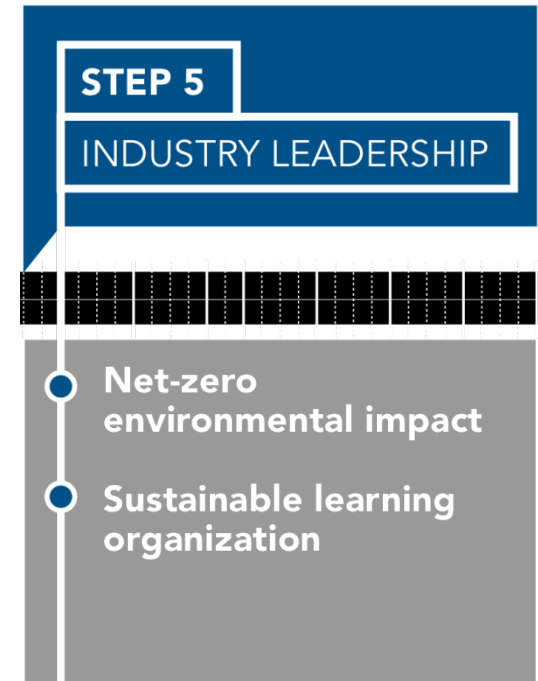 STEP 5
INDUSTRY LEADERSHIP
Net-zero
environmental impact
Sustainable learning
organization